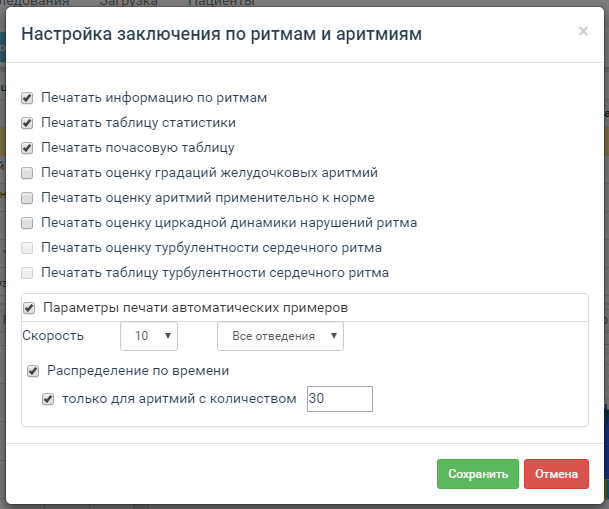 Загрузка
Пациенты
Настройка заключения по ритмам и аритмиям
×
Печатать информацию по ритмам
Печатать таблицу статистики
Печатать почасовую таблицу
Печатать оценку градаций желудочковых аритмий
Печатать оценку аритмий применительно к норме
Печатать оценку циркадной динамики нарушений ритма
Печатать оценку турбулентности сердечного ритма
Печатать таблицу турбулентности сердечного ритма
Параметры печати автоматических примеров
Скорость 10 Все отведения
Распределение по времени
только для аритмий с количеством 30
Сохранить Отмена